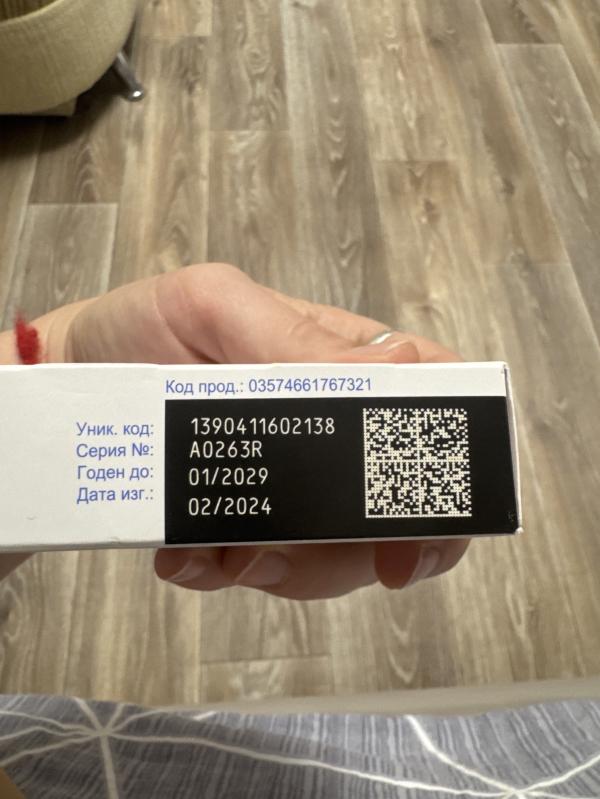 Код прод.: 03574661767321
Уник. код: 1390411602138
Серия №: A0263R
Годен до: 01/2029
Дата изг.: 02/2024